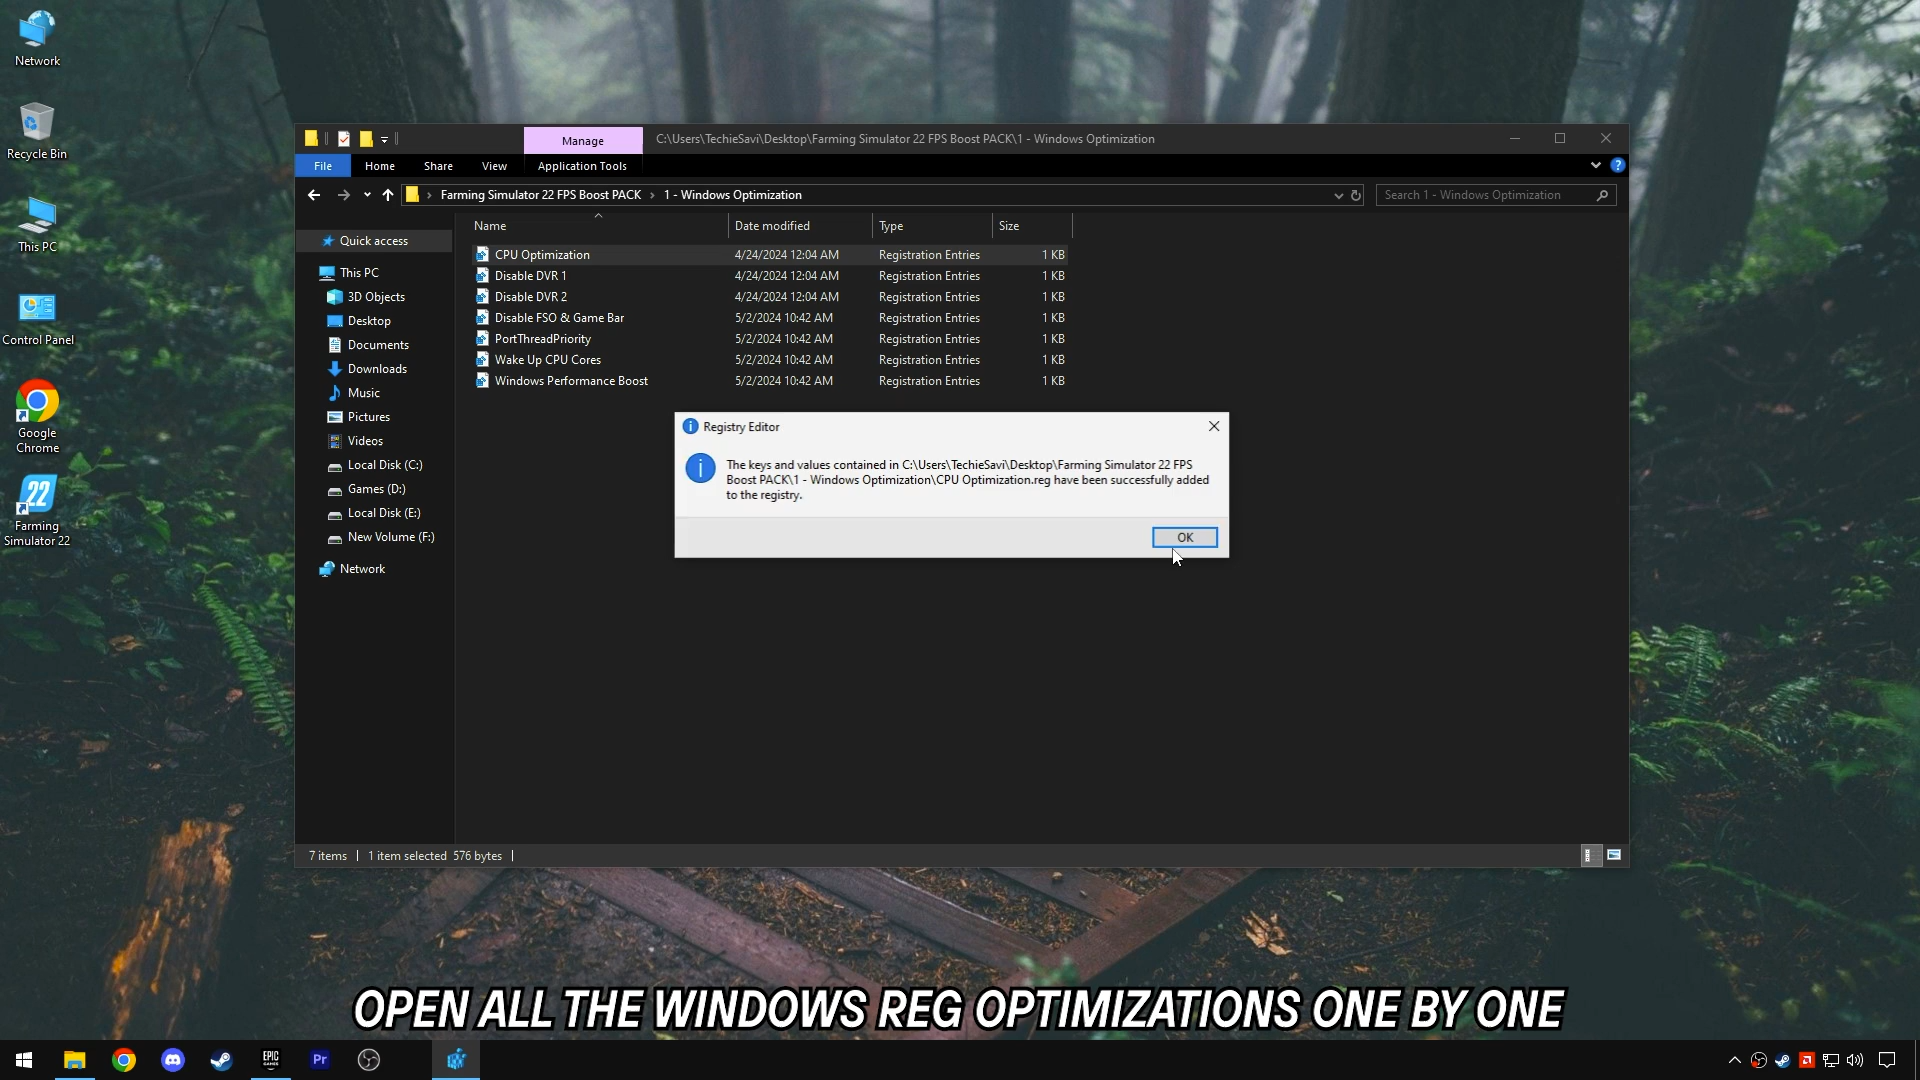 Network
Recycle Bin
This PC
Control Panel
Google
Chrome
22
Farming
Simulator 22
Manage
C:\Users\TechieSavi\Desktop\Farming Simulator 22 FPS Boost PACK\1 - Windows Optimization
File Home Share View Application Tools
Farming Simulator 22 FPS Boost PACK > 1 - Windows Optimization
Search 1 - Windows Optimization
Quick access
This PC
3D Objects
Desktop
Documents
Downloads
Music
Pictures
Videos
Local Disk (C:)
Games (D:)
Local Disk (E:)
New Volume (F:)
Network
Name Date modified Type Size
CPU Optimization 4/24/2024 12:04 AM Registration Entries 1 KB
Disable DVR 1 4/24/2024 12:04 AM Registration Entries 1 KB
Disable DVR 2 4/24/2024 12:04 AM Registration Entries 1 KB
Disable FSO & Game Bar 5/2/2024 10:42 AM Registration Entries 1 KB
PortThreadPriority 5/2/2024 10:42 AM Registration Entries 1 KB
Wake Up CPU Cores 5/2/2024 10:42 AM Registration Entries 1 KB
Windows Performance Boost 5/2/2024 10:42 AM Registration Entries 1 KB
Registry Editor
The keys and values contained in C:\Users\TechieSavi\Desktop\Farming Simulator 22 FPS
Boost PACK\1 - Windows Optimization\CPU Optimization.reg have been successfully added
to the registry.
OK
7 items 1 item selected 576 bytes
OPEN ALL THE WINDOWS REG OPTIMIZATIONS ONE BY ONE
EPIC
GAMES
Pr